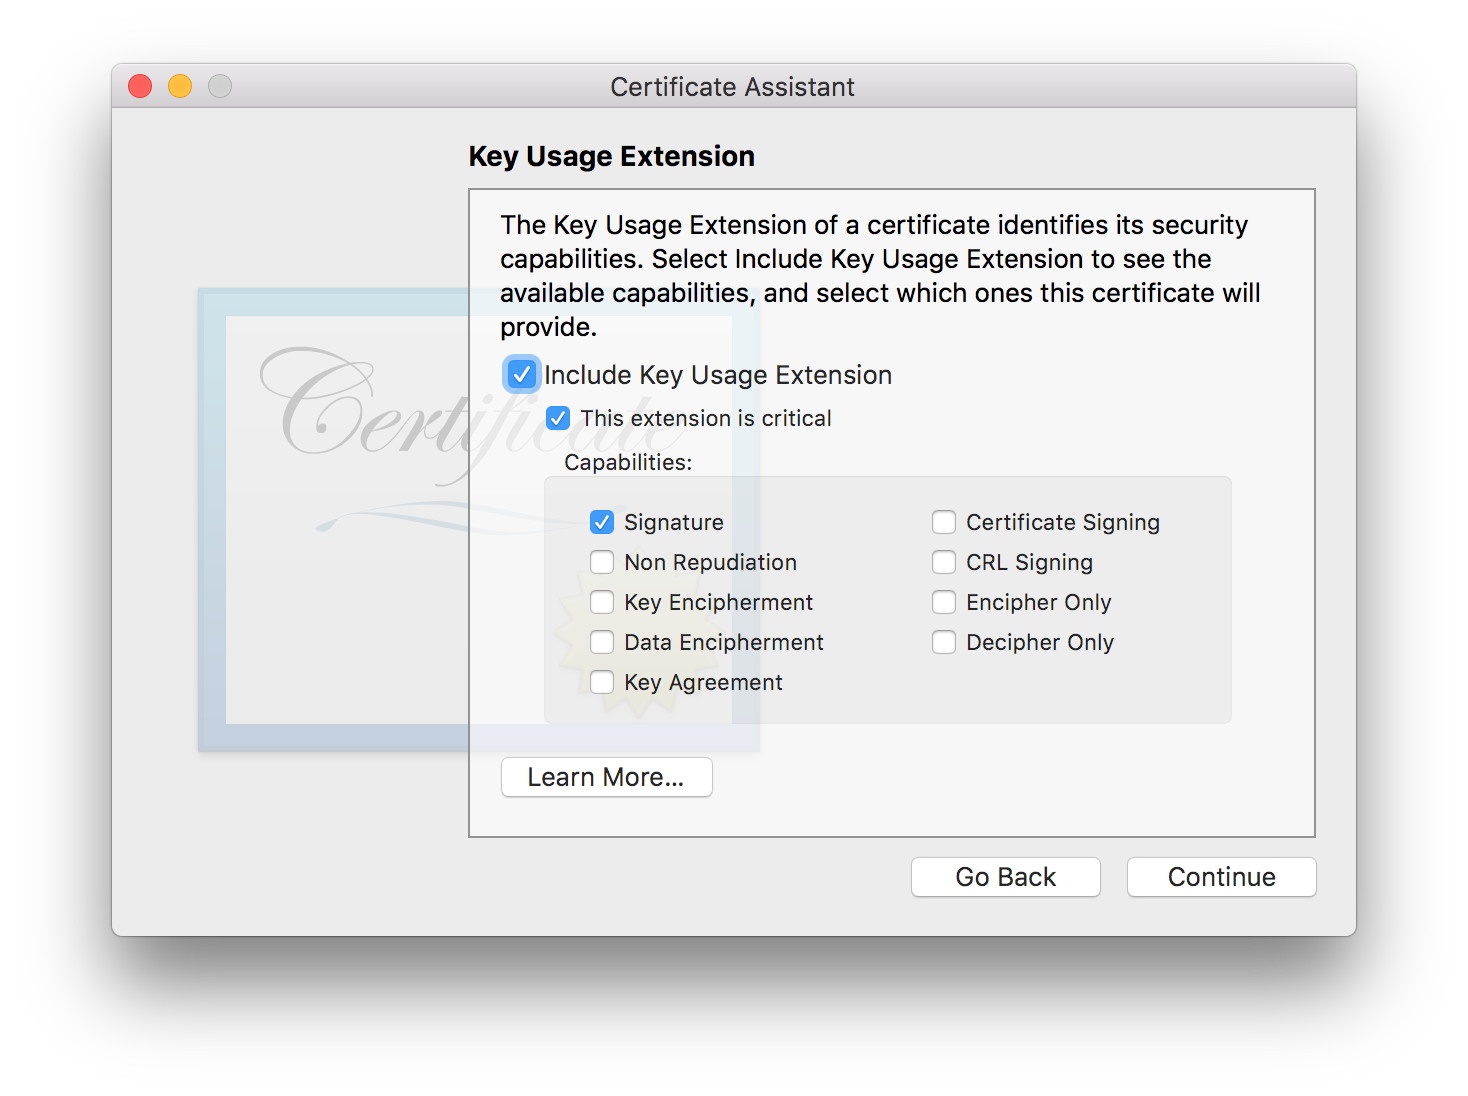 Certificate Assistant
Key Usage Extension
The Key Usage Extension of a certificate identifies its security
capabilities. Select Include Key Usage Extension to see the
available capabilities, and select which ones this certificate will
provide.
Certificate
Include Key Usage Extension
This extension is critical
Capabilities:
Signature
Non Repudiation
Key Encipherment
Data Encipherment
Key Agreement
Certificate Signing
CRL Signing
Encipher Only
Decipher Only
Learn More...
Go Back
Continue